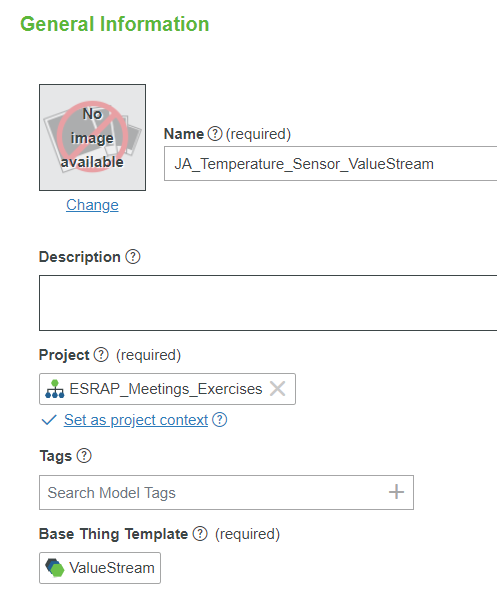 General Information
No
image
available
Name ? (required)
JA_Temperature_Sensor_ValueStream
Change
Description ?
Project ? (required)
ESRAP_Meetings_Exercises
Set as project context ?
Tags ?
Search Model Tags
Base Thing Template ? (required)
ValueStream